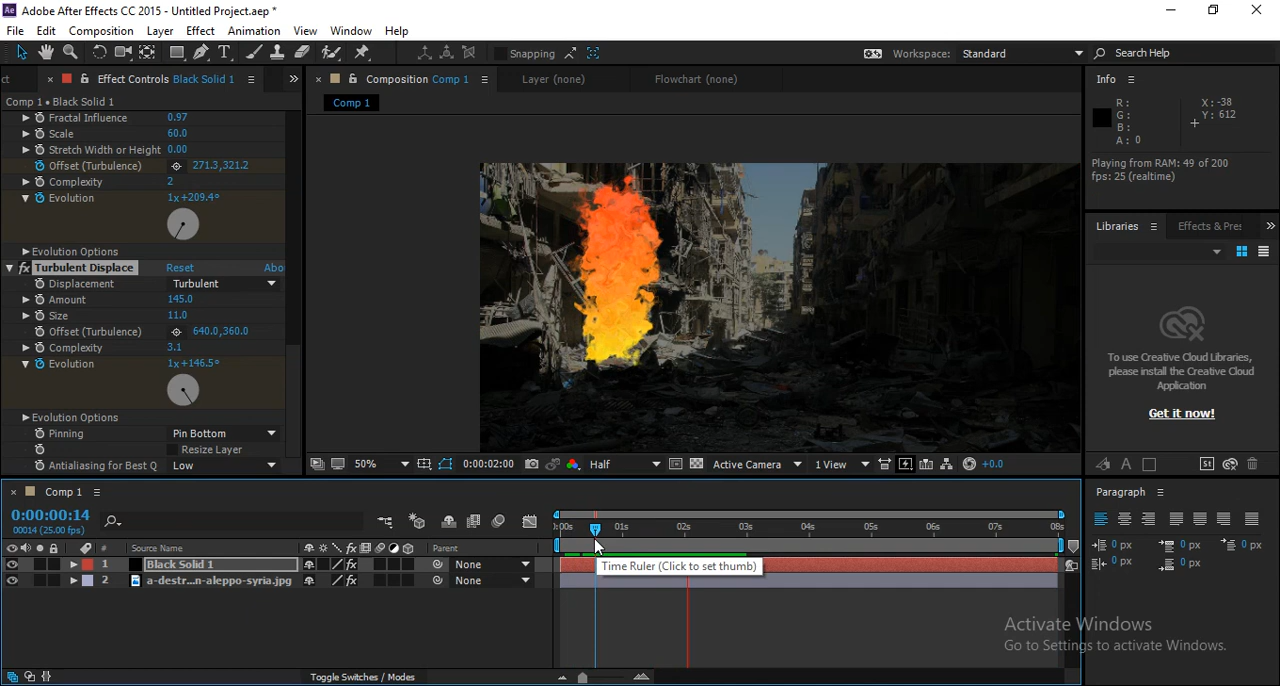 Adobe After Effects CC 2015 - Untitled Project.aep *
File Edit Composition Layer Effect Animation View Window Help
Snapping Workspace: Standard Search Help
ct Effect Controls Black Solid 1 Composition Comp 1 Layer (none) Flowchart (none) Info
Comp 1 • Black Solid 1
Comp 1
Fractal Influence 0.97
Scale 60.0
Stretch Width or Height 0.00
Offset (Turbulence) 271.3,321.2
Complexity 2
Evolution 1x+209.4°
Evolution Options
Turbulent Displace Reset Abo
Displacement Turbulent
Amount 145.0
Size 11.0
Offset (Turbulence) 640.0,360.0
Complexity 3.1
Evolution 1x+146.5°
Evolution Options
Pinning Pin Bottom
Resize Layer
Antialiasing for Best Q Low
50% 0:00:02:00 Half Active Camera 1 View +0.0
R: X: -38
G: Y: 612
B:
A: 0
Playing from RAM: 49 of 200
fps: 25 (realtime)
Libraries Effects & Pres
To use Creative Cloud Libraries,
please install the Creative Cloud
Application
Get it now!
St
Comp 1
0:00:00:14
00014 (25.00 fps)
):00s 01s 02s 03s 04s 05s 06s 07s 08s
# Source Name Parent
1 Black Solid 1 None
2 a-destr...n-aleppo-syria.jpg None
Time Ruler (Click to set thumb)
Toggle Switches / Modes
Paragraph
0 px 0 px 0 px
0 px 0 px
Activate Windows
Go to Settings to activate Windows.